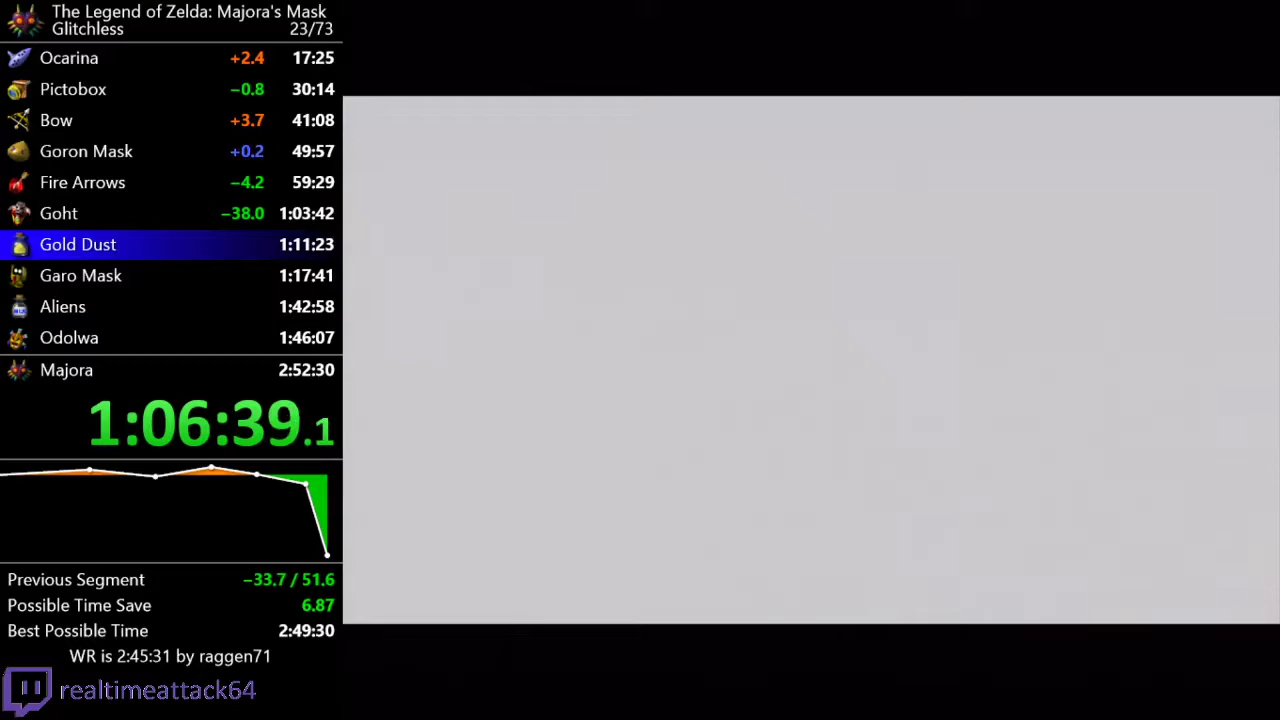 The Legend of Zelda: Majora's Mask
Glitchless 23/73
Ocarina +2.4 17:25
Pictobox −0.8 30:14
Bow +3.7 41:08
Goron Mask +0.2 49:57
Fire Arrows −4.2 59:29
Goht −38.0 1:03:42
Gold Dust 1:11:23
Garo Mask 1:17:41
Aliens 1:42:58
Odolwa 1:46:07
Majora 2:52:30
1:06:39.1
Previous Segment −33.7 / 51.6
Possible Time Save 6.87
Best Possible Time 2:49:30
WR is 2:45:31 by raggen71
realtimeattack64